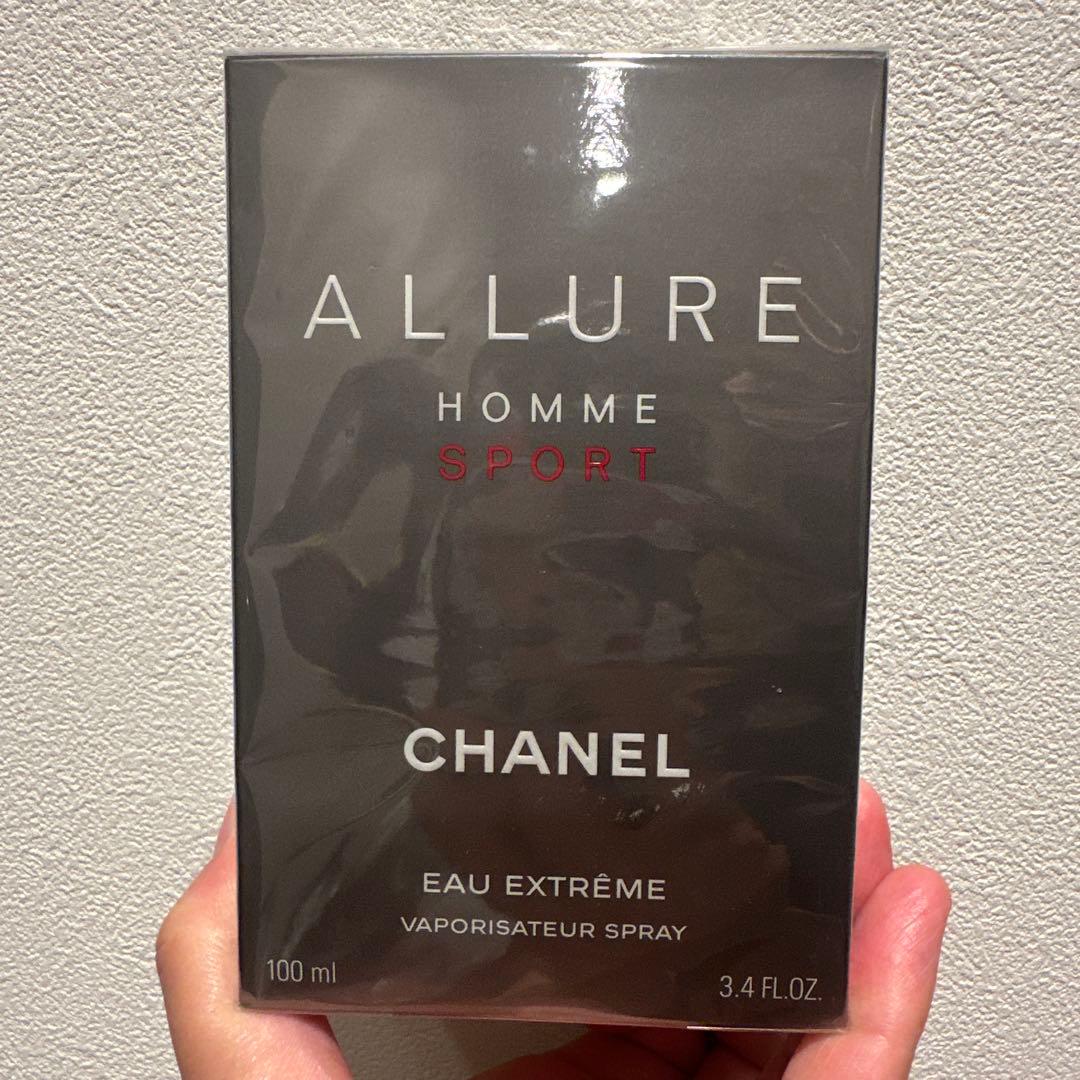 ALLURE
HOMME
SPORT
CHANEL
EAU EXTRÊME
VAPORISATEUR SPRAY
100 ml
3.4 FL.OZ.